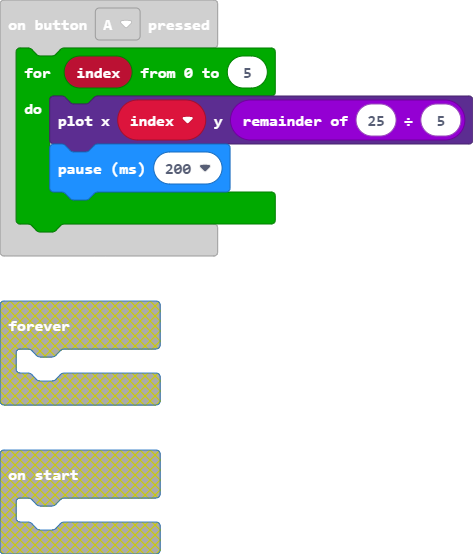 on button A pressed
for index from 0 to 5
do
plot x index y remainder of 25 ÷ 5
pause (ms) 200
forever
on start